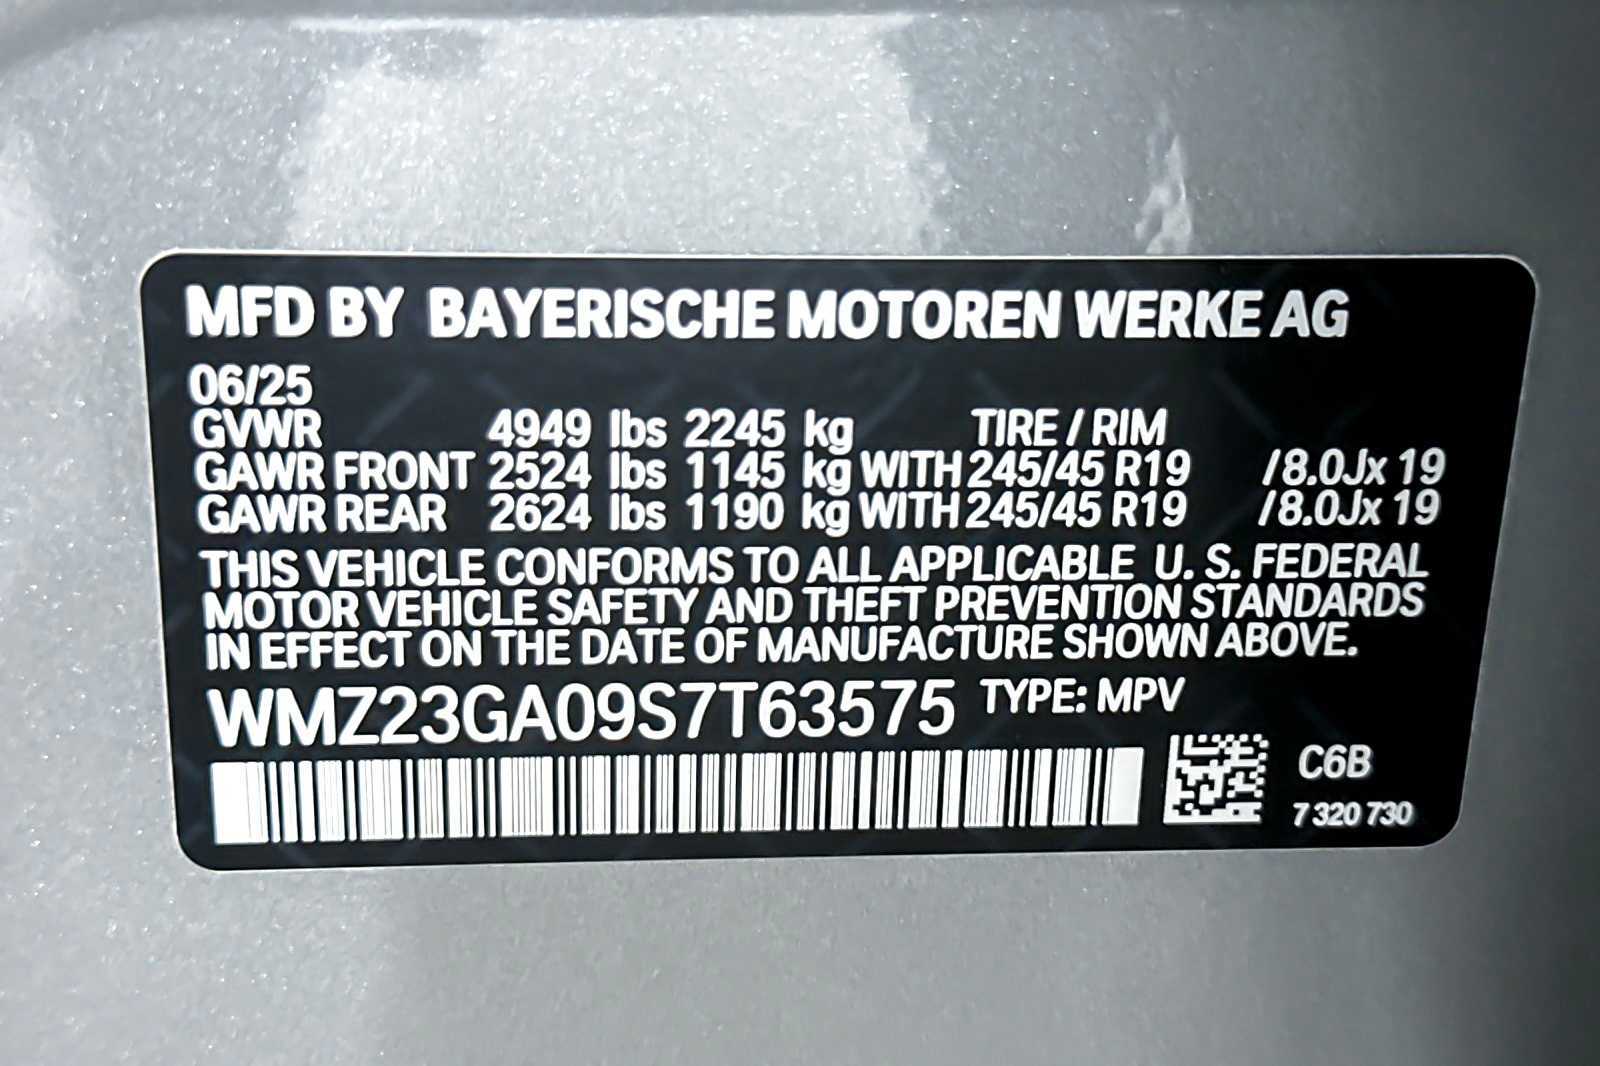 MFD BY BAYERISCHE MOTOREN WERKE AG
06/25
GVWR 4949 lbs 2245 kg TIRE / RIM
GAWR FRONT 2524 lbs 1145 kg WITH 245/45 R19 /8.0Jx 19
GAWR REAR 2624 lbs 1190 kg WITH 245/45 R19 /8.0Jx 19
THIS VEHICLE CONFORMS TO ALL APPLICABLE U. S. FEDERAL
MOTOR VEHICLE SAFETY AND THEFT PREVENTION STANDARDS
IN EFFECT ON THE DATE OF MANUFACTURE SHOWN ABOVE.
WMZ23GA09S7T63575 TYPE: MPV
C6B
7 320 730